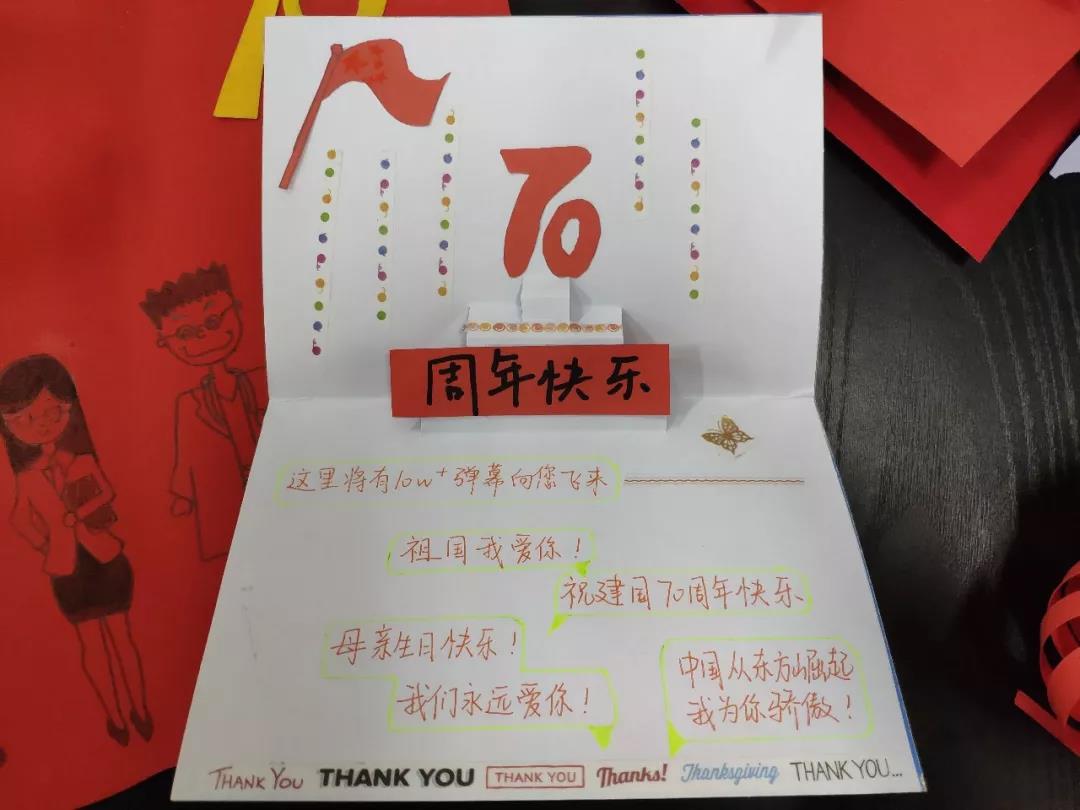 70
周年快乐
这里将有10w+弹幕向您飞来
祖国我爱你！
祝建国70周年快乐
母亲生日快乐！
我们永远爱你！
中国从东方崛起
我为你骄傲！
THANK YOU THANK YOU THANK YOU Thanks! Thanksgiving THANK YOU...